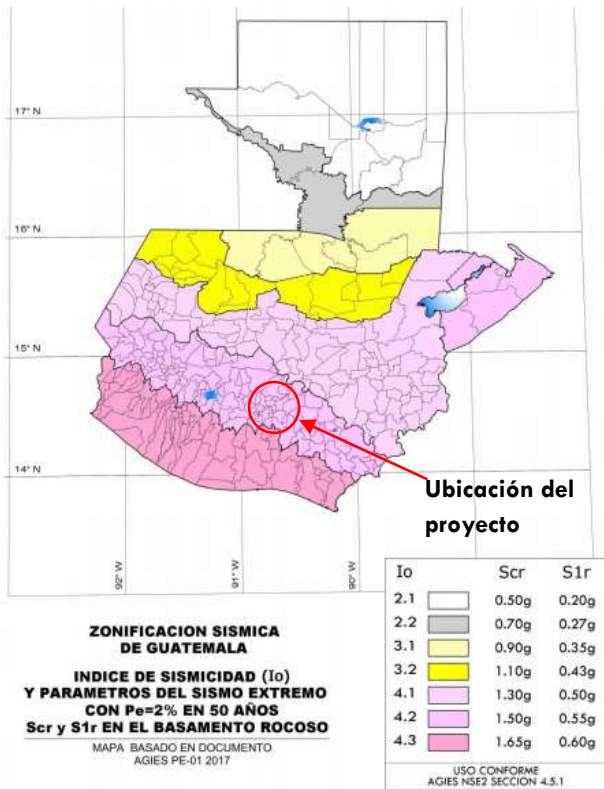 17° N
16° N
15° N
14° N
92° W
91° W
90° W
Ubicación del
proyecto
ZONIFICACION SISMICA
DE GUATEMALA
INDICE DE SISMICIDAD (Io)
Y PARAMETROS DEL SISMO EXTREMO
CON Pe=2% EN 50 AÑOS
Scr y S1r EN EL BASAMENTO ROCOSO
MAPA BASADO EN DOCUMENTO
AGIES PE-01 2017
Io Scr S1r
2.1 0.50g 0.20g
2.2 0.70g 0.27g
3.1 0.90g 0.35g
3.2 1.10g 0.43g
4.1 1.30g 0.50g
4.2 1.50g 0.55g
4.3 1.65g 0.60g
USO CONFORME
AGIES NSE2 SECCION 4.5.1